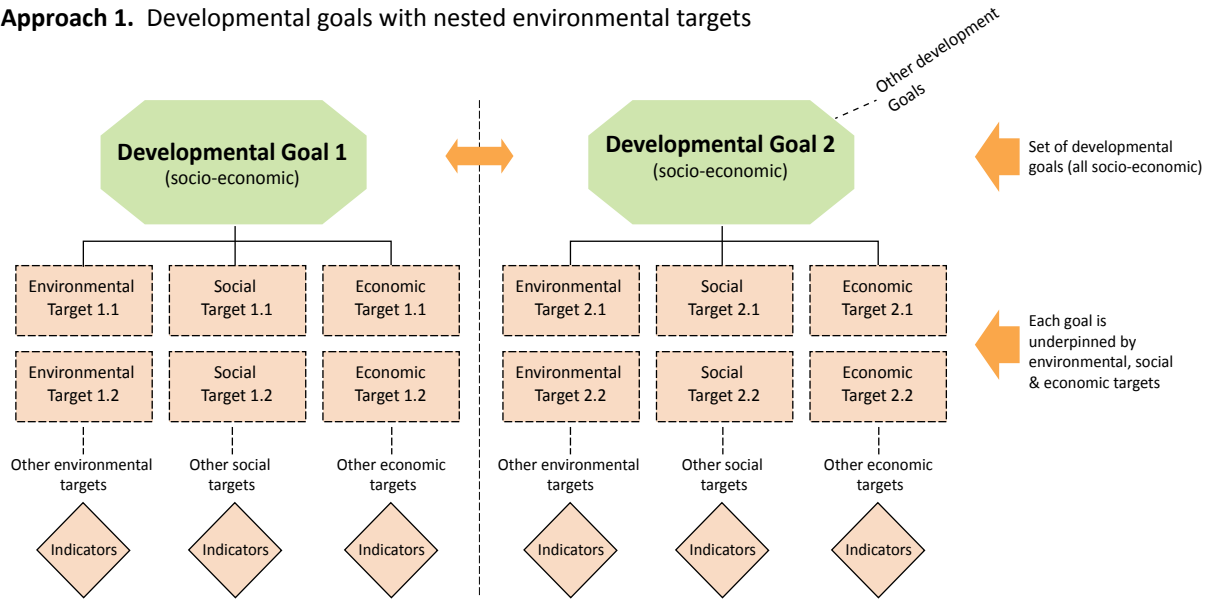 Approach 1. Developmental goals with nested environmental targets
Other development
Goals
Developmental Goal 1
(socio-economic)
Developmental Goal 2
(socio-economic)
Set of developmental
goals (all socio-economic)
Environmental
Target 1.1
Social
Target 1.1
Economic
Target 1.1
Environmental
Target 2.1
Social
Target 2.1
Economic
Target 2.1
Each goal is
underpinned by
environmental, social
& economic targets
Environmental
Target 1.2
Social
Target 1.2
Economic
Target 1.2
Environmental
Target 2.2
Social
Target 2.2
Economic
Target 2.2
Other environmental
targets
Other social
targets
Other economic
targets
Other environmental
targets
Other social
targets
Other economic
targets
Indicators
Indicators
Indicators
Indicators
Indicators
Indicators